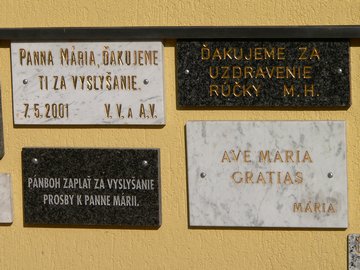 PANNA MÁRIA, ĎAKUJEME
TI ZA VYSLYŠANIE.
7.5.2001 V. V. A A.V.
ĎAKUJEME ZA
UZDRAVENIE
RÚČKY M.H.
PÁNBOH ZAPLAŤ ZA VYSLYŠANIE
PROSBY K PANNE MÁRII.
AVE MARIA
GRATIAS
MÁRIA